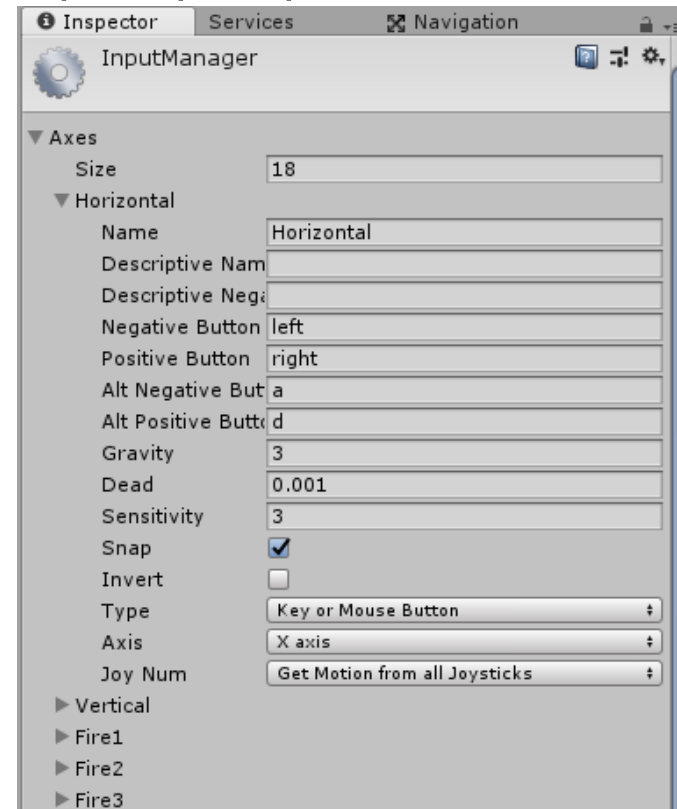 Inspector Services Navigation
InputManager
Axes
Size 18
Horizontal
Name Horizontal
Descriptive Nam
Descriptive Nega
Negative Button left
Positive Button right
Alt Negative But a
Alt Positive Butto d
Gravity 3
Dead 0.001
Sensitivity 3
Snap
Invert
Type Key or Mouse Button
Axis X axis
Joy Num Get Motion from all Joysticks
Vertical
Fire1
Fire2
Fire3